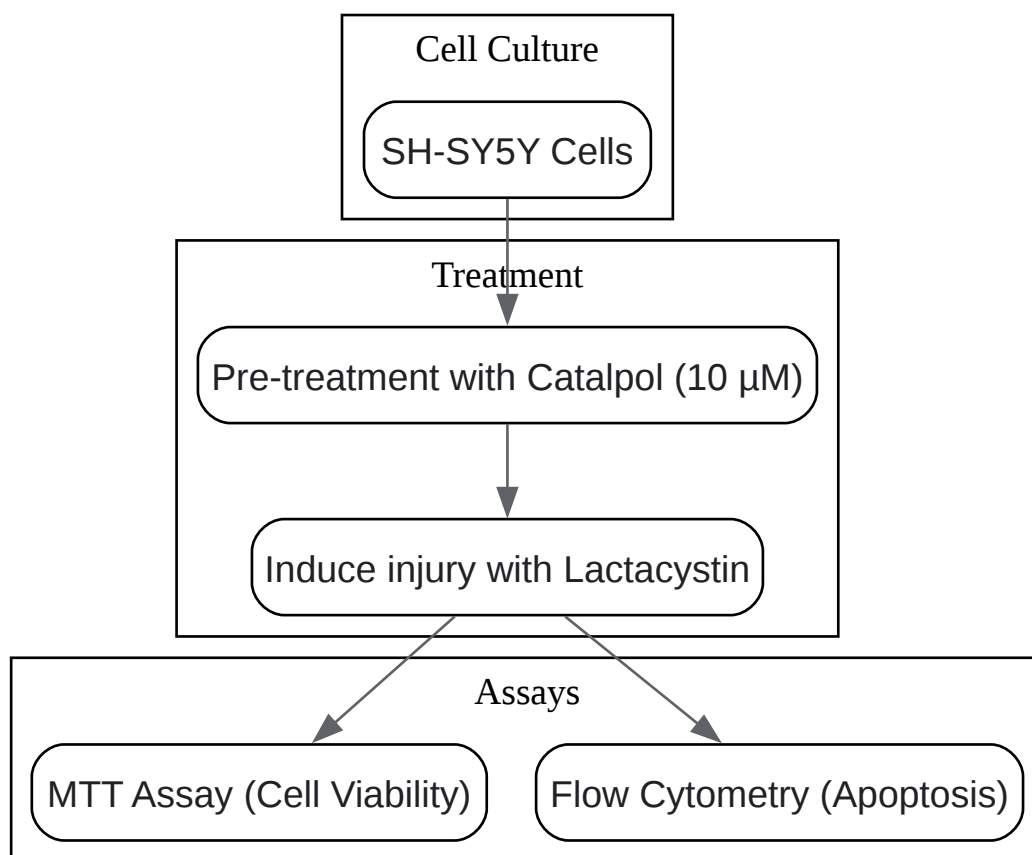 Cell Culture
SH-SY5Y Cells
Treatment
Pre-treatment with Catalpol (10 µM)
Induce injury with Lactacystin
Assays
MTT Assay (Cell Viability)
Flow Cytometry (Apoptosis)